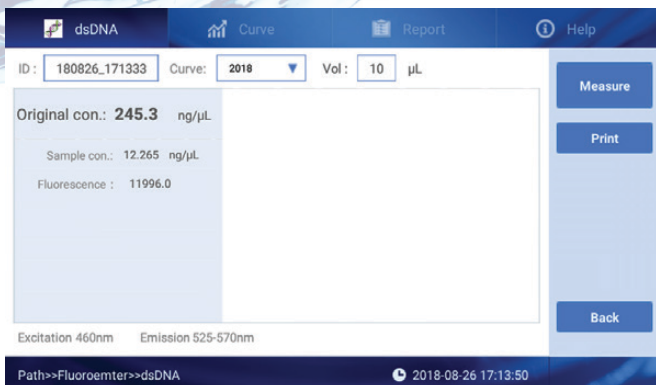 dsDNA Curve Report Help
ID : 180826_171333 Curve: 2018 Vol : 10 μL
Measure
Original con.: 245.3 ng/μL
Print
Sample con.: 12.265 ng/μL
Fluorescence : 11996.0
Back
Excitation 460nm Emission 525-570nm
Path>>Fluoroemter>>dsDNA 2018-08-26 17:13:50